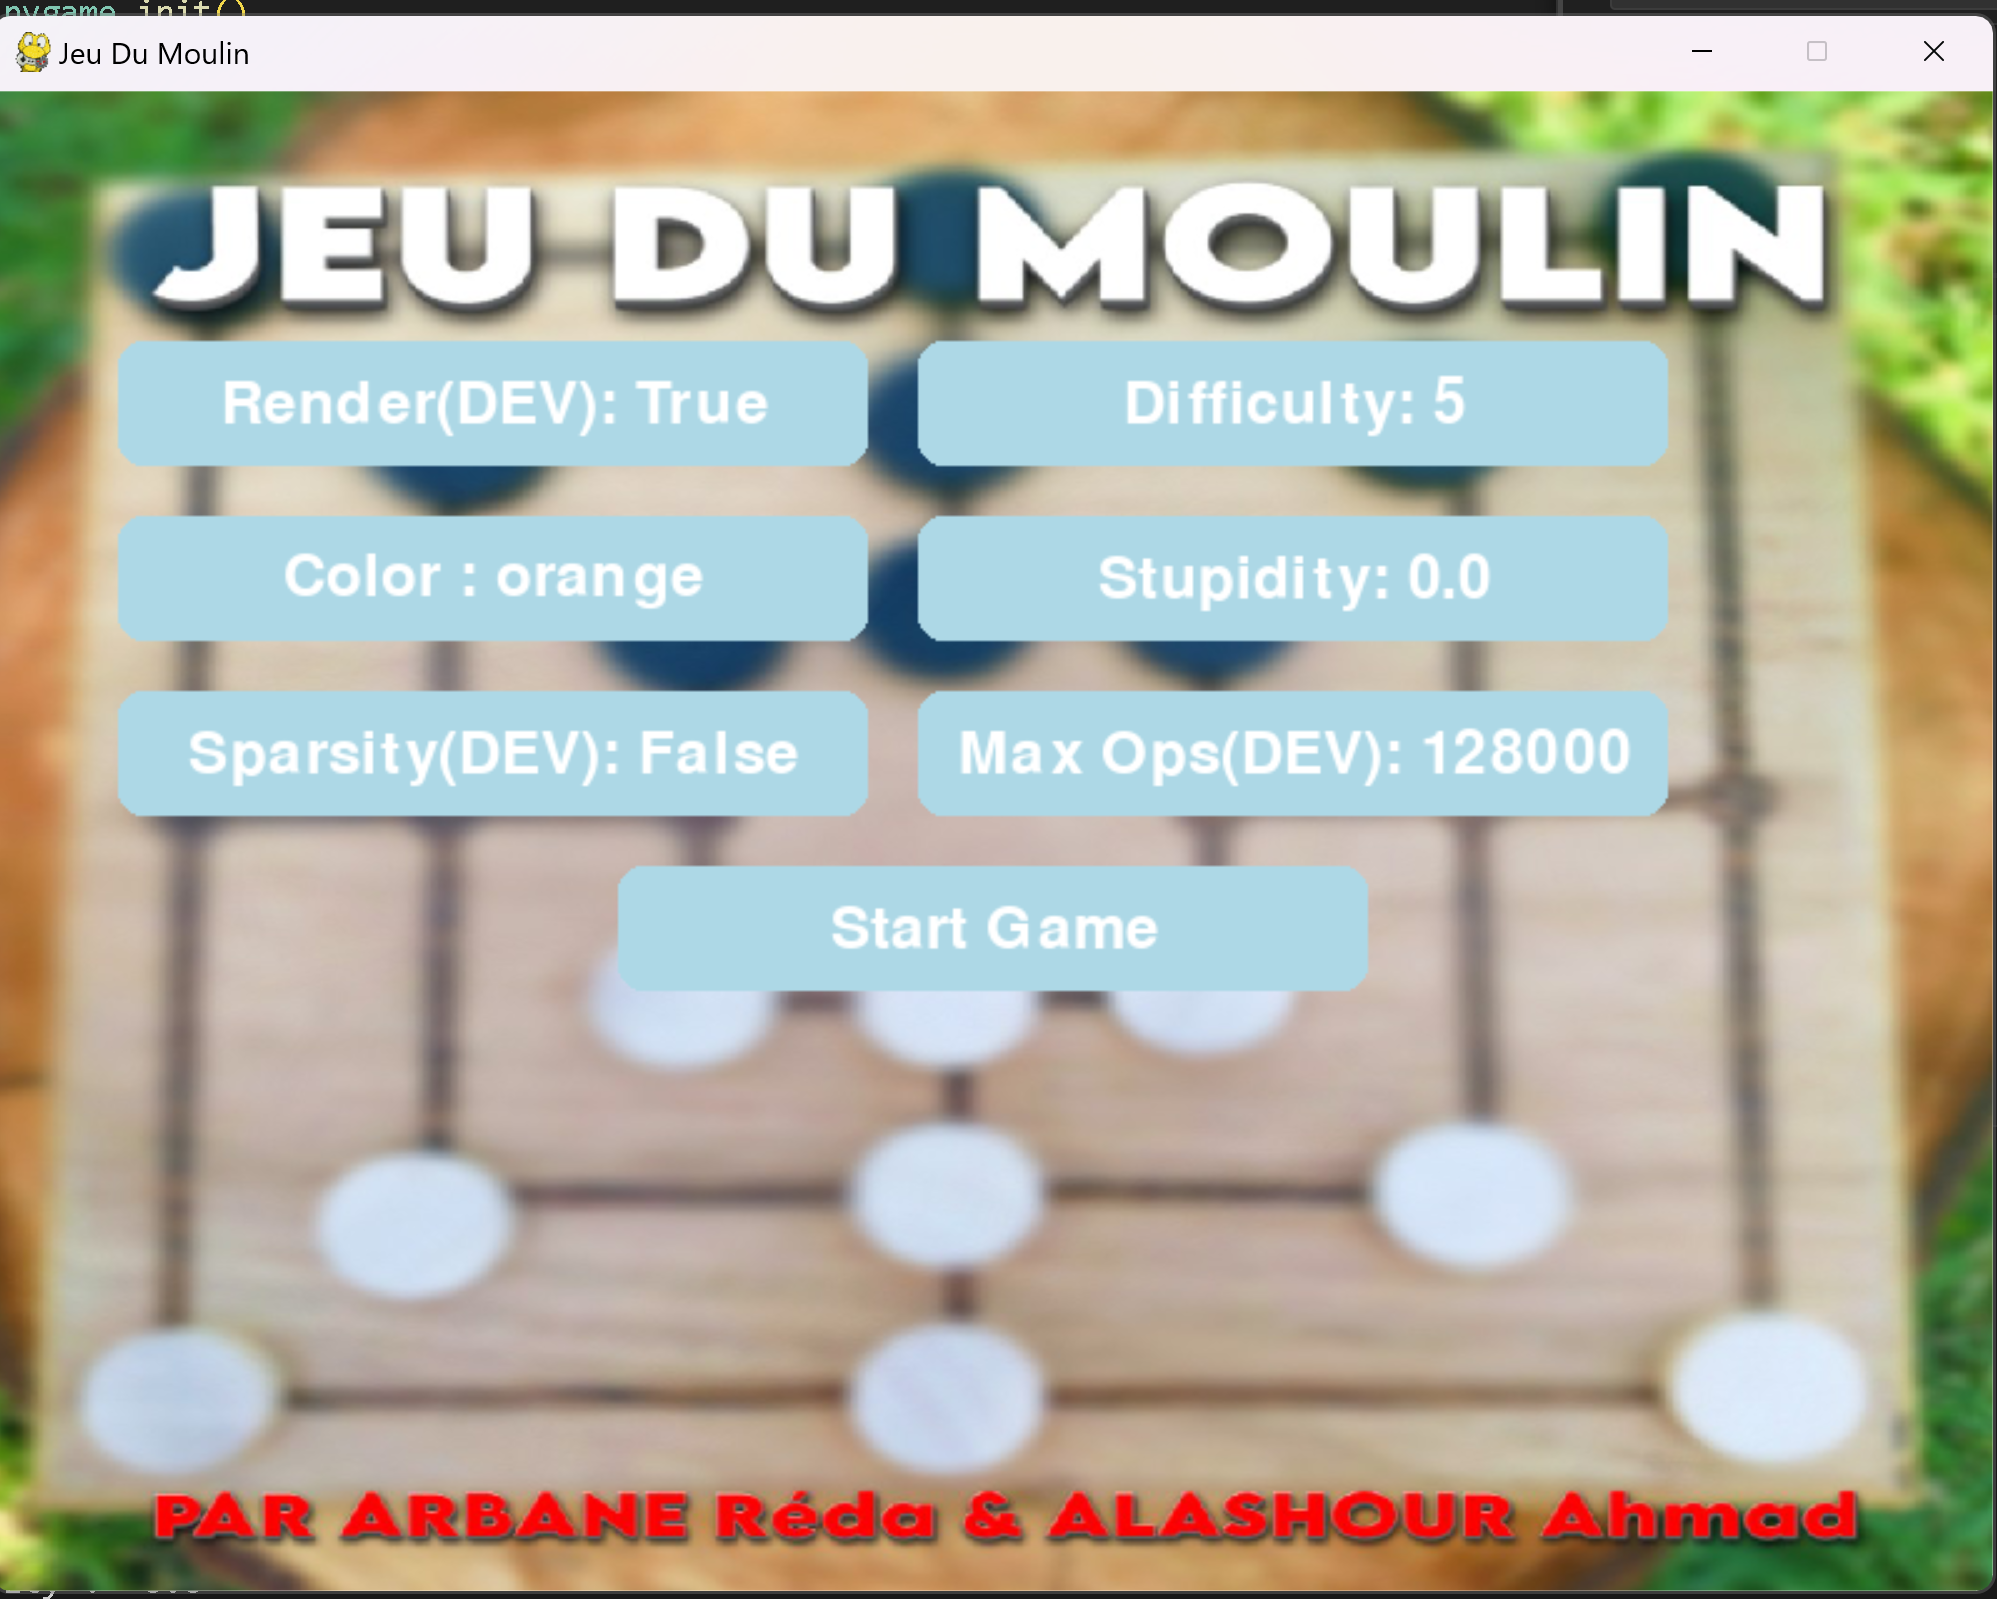 pygame.init()
Jeu Du Moulin
JEU DU MOULIN
Render(DEV): True
Difficulty: 5
Color : orange
Stupidity: 0.0
Sparsity(DEV): False
Max Ops(DEV): 128000
Start Game
PAR ARBANE Réda & ALASHOUR Ahmad